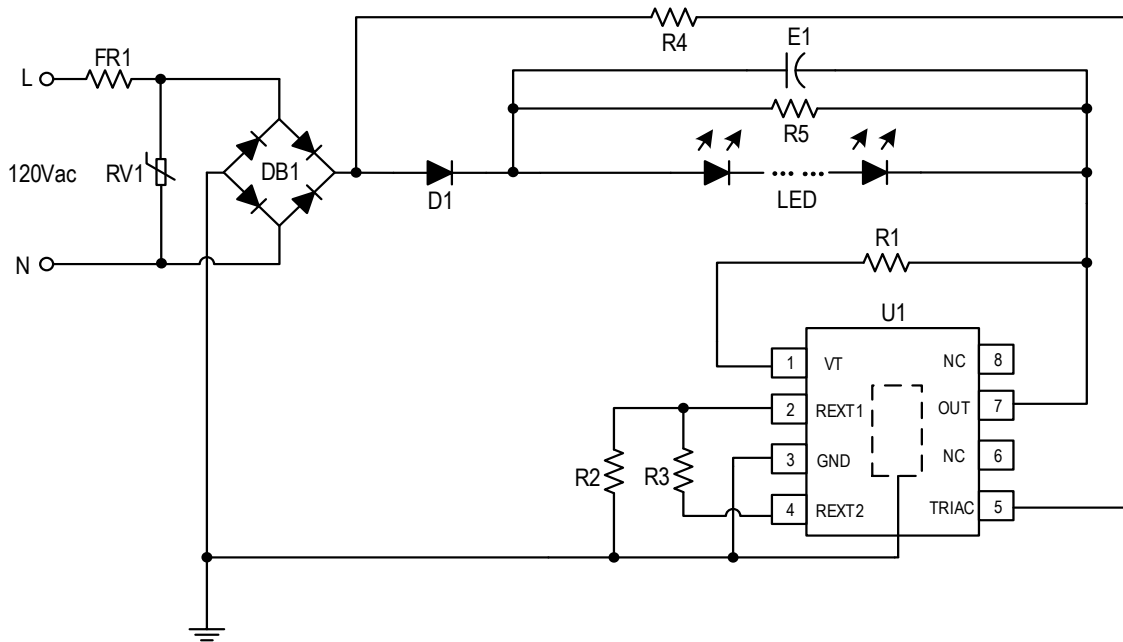 R4
E1
FR1
L
R5
120Vac
RV1
DB1
D1
LED
N
R1
U1
1
VT
NC
8
2
REXT1
OUT
7
R2
R3
3
GND
NC
6
4
REXT2
TRIAC
5